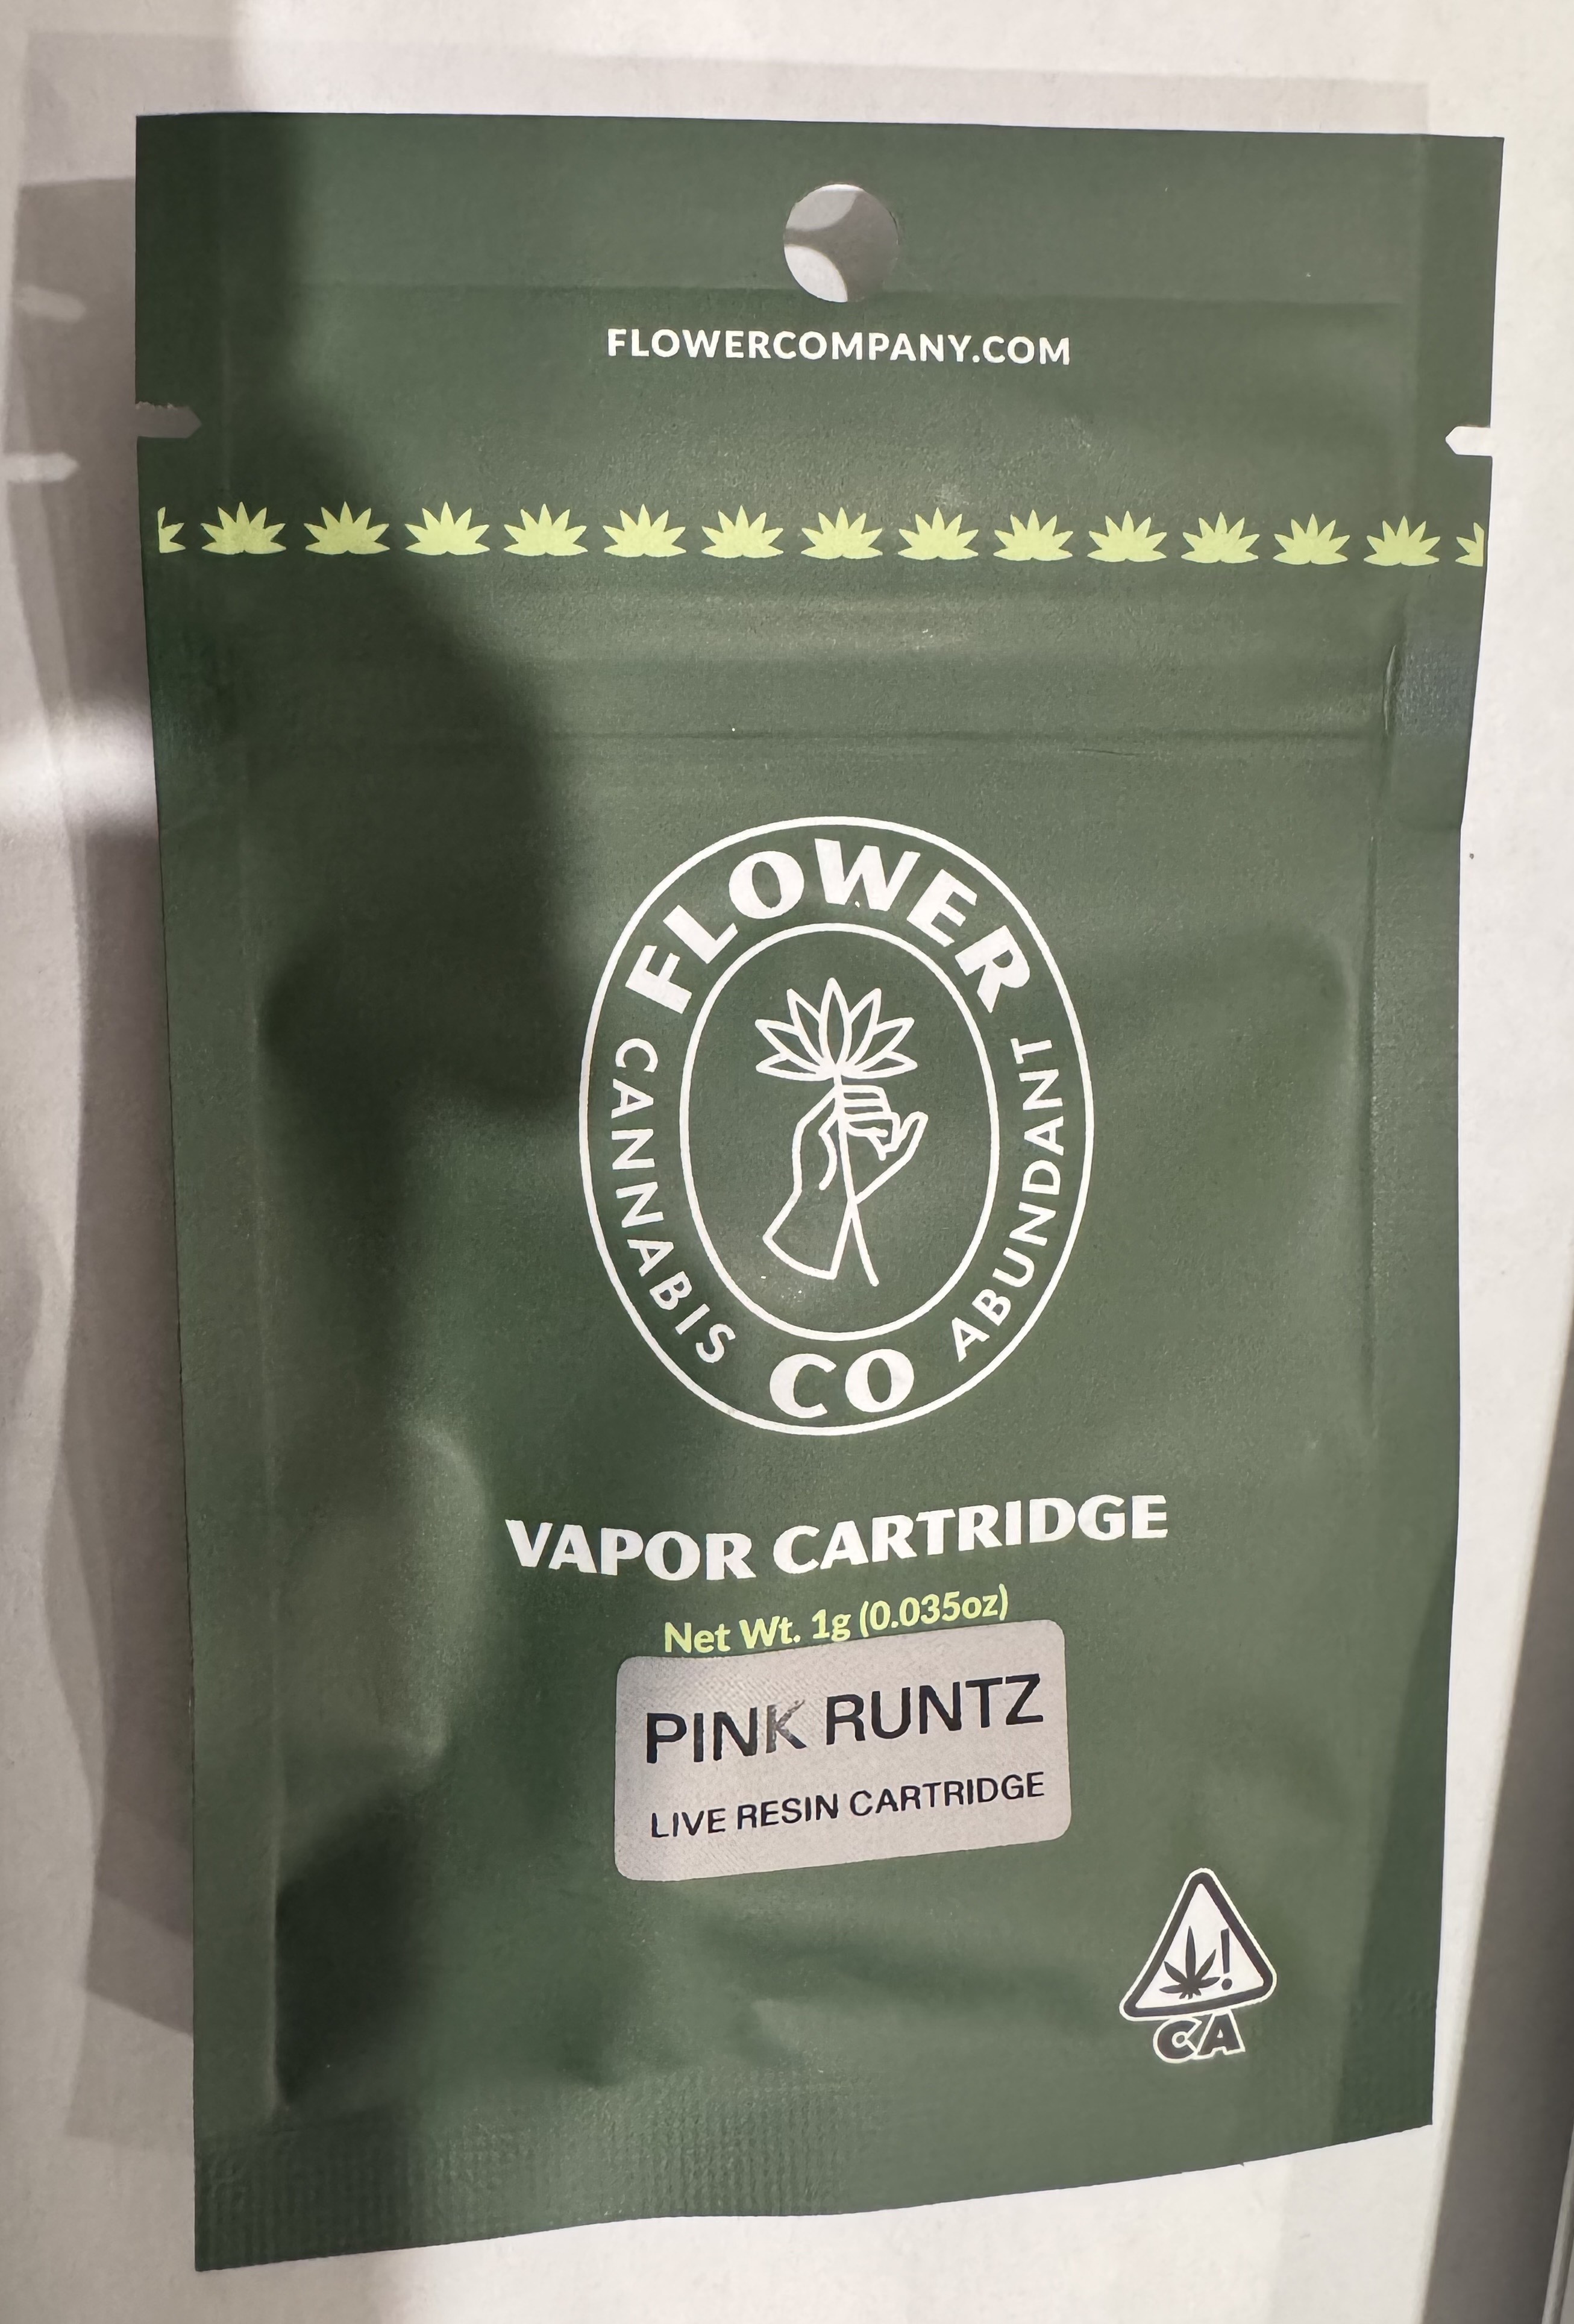 FLOWERCOMPANY.COM
FLOWER
CANNABIS
ABUNDANT
CO
VAPOR CARTRIDGE
Net Wt. 1g (0.035oz)
PINK RUNTZ
LIVE RESIN CARTRIDGE
!
CA